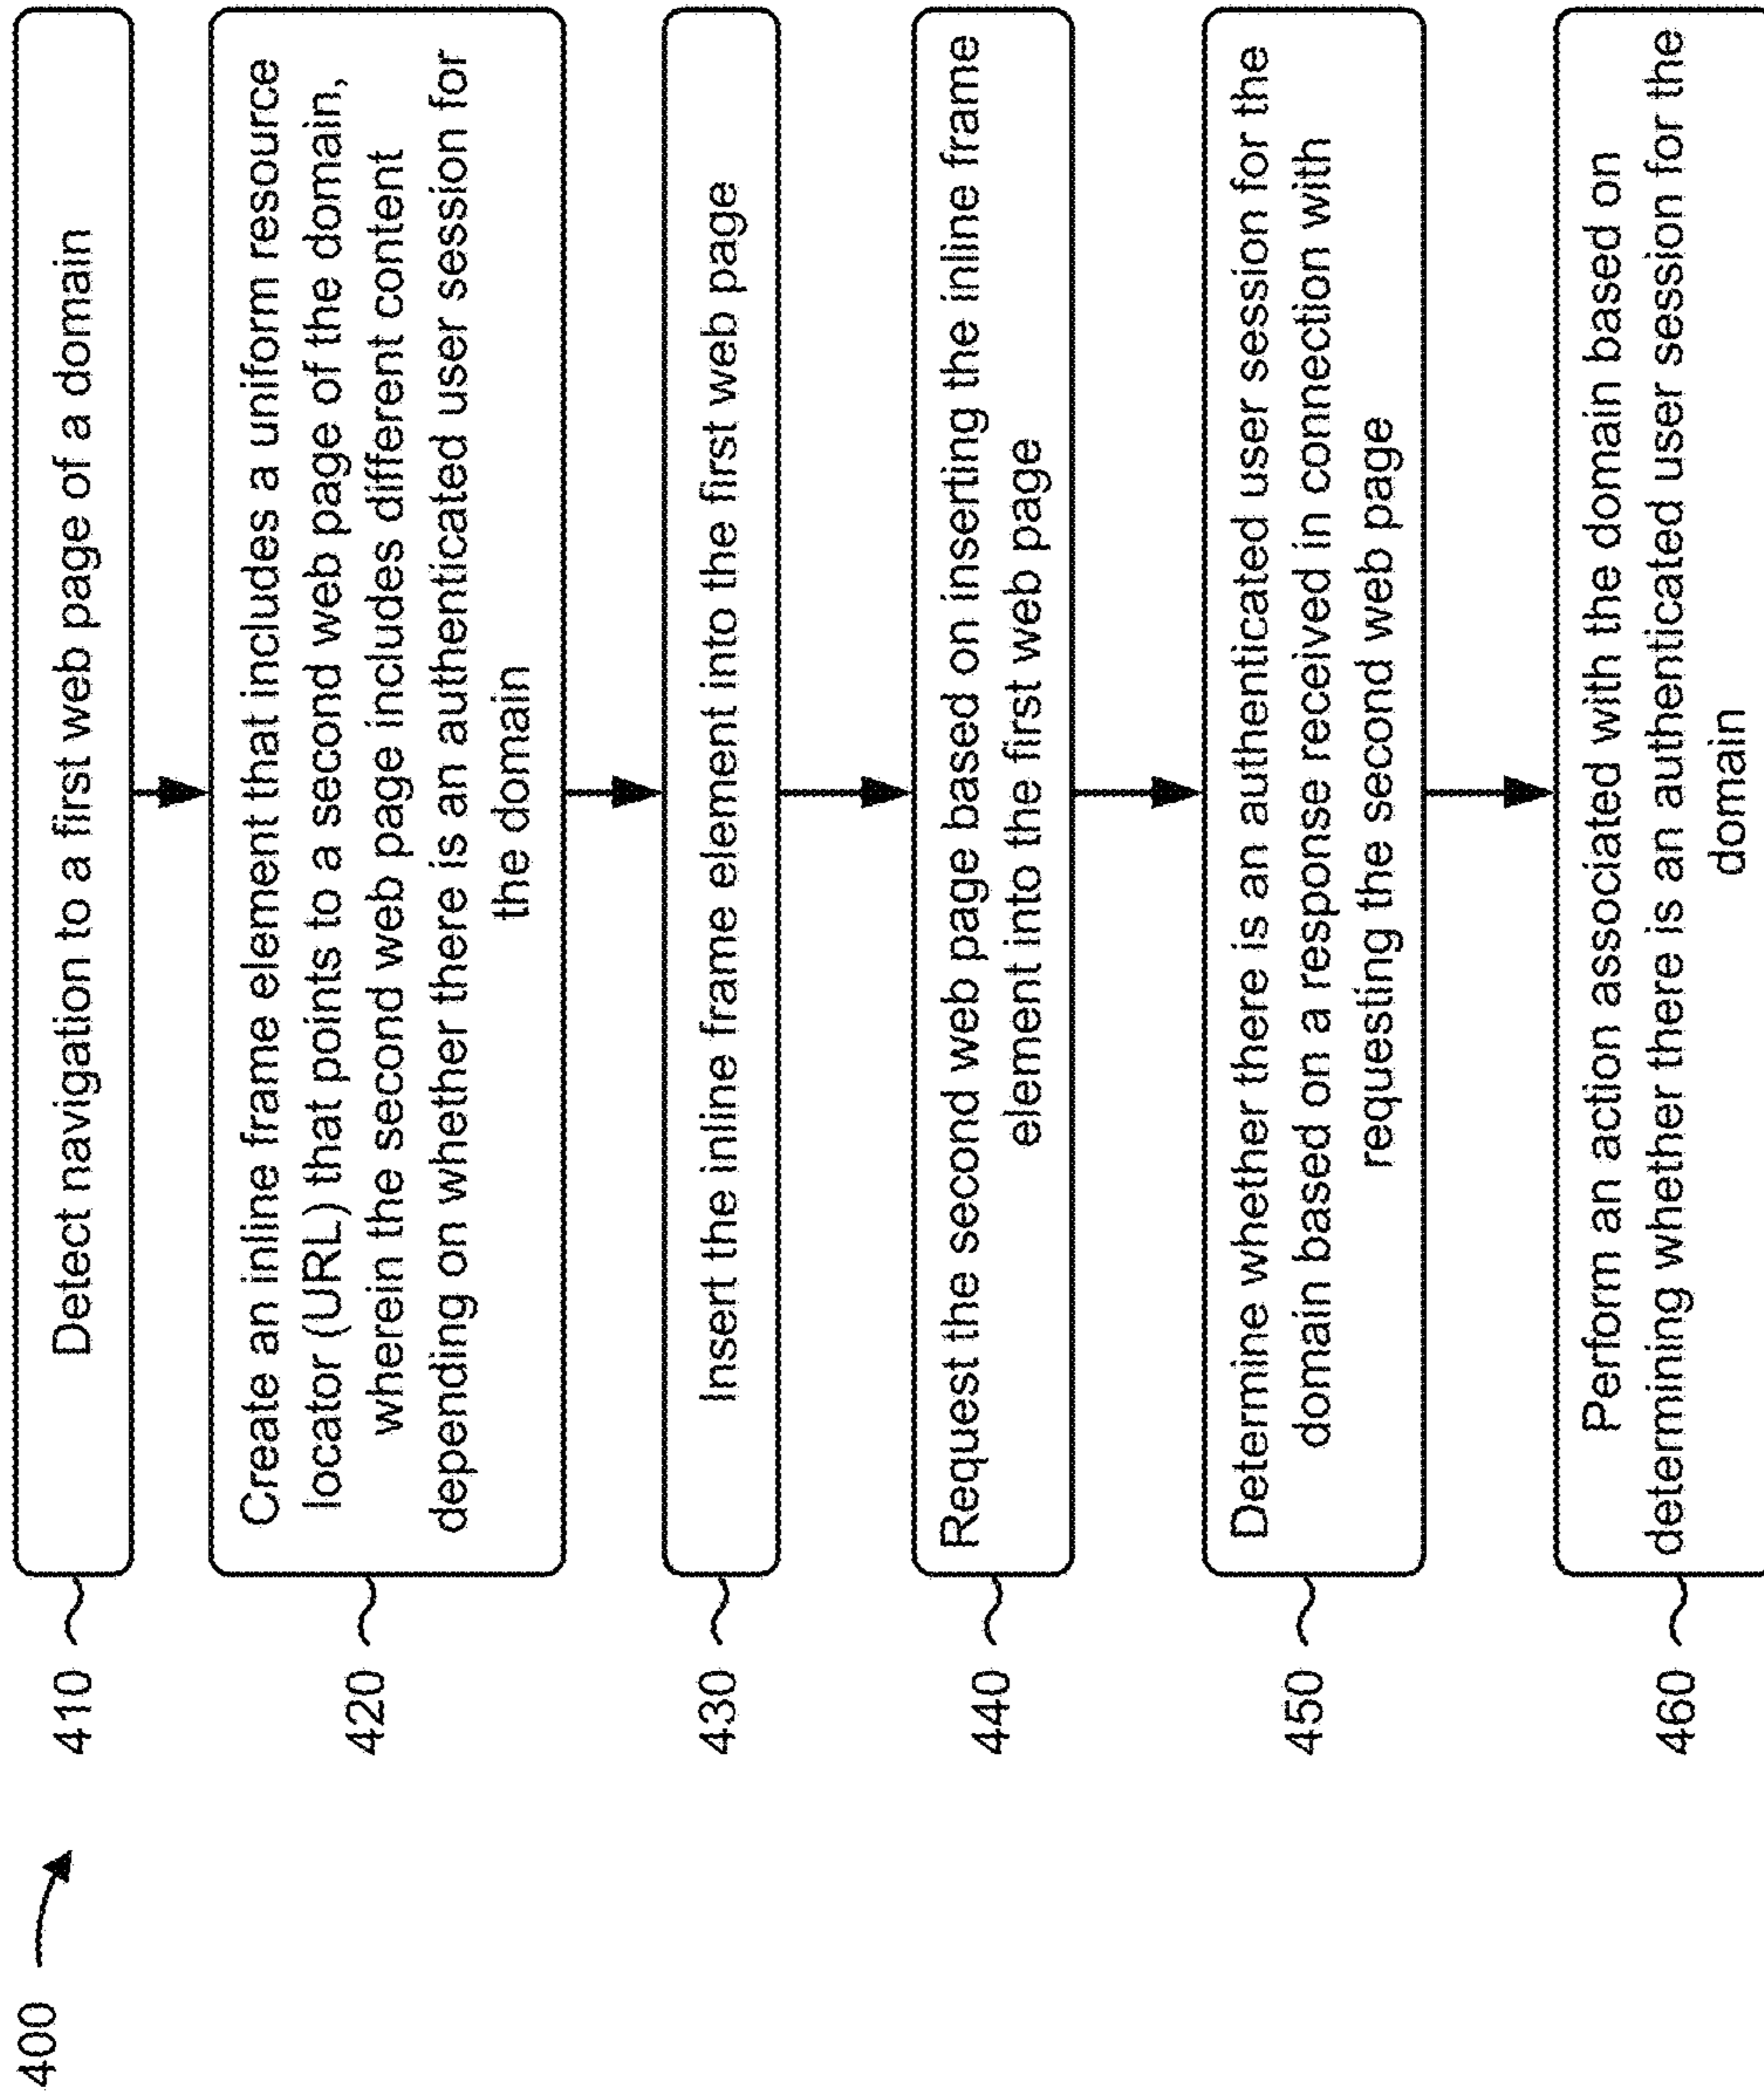 400
410
Detect navigation to a first web page of a domain
420
Create an inline frame element that includes a uniform resource
locator (URL) that points to a second web page of the domain,
wherein the second web page includes different content
depending on whether there is an authenticated user session for
the domain
430
Insert the inline frame element into the first web page
440
Request the second web page based on inserting the inline frame
element into the first web page
450
Determine whether there is an authenticated user session for the
domain based on a response received in connection with
requesting the second web page
460
Perform an action associated with the domain based on
determining whether there is an authenticated user session for the
domain